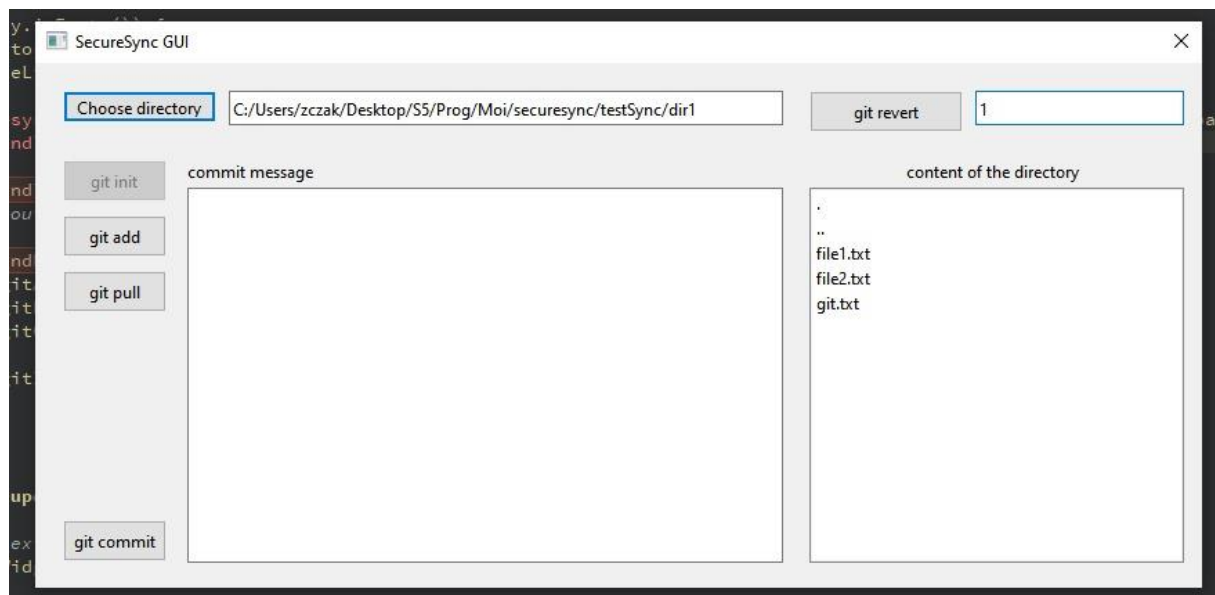 SecureSync GUI
Choose directory
C:/Users/zczak/Desktop/S5/Prog/Moi/securesync/testSync/dir1
git revert
1
git init
commit message
content of the directory
git add
git pull
.
..
file1.txt
file2.txt
git.txt
git commit